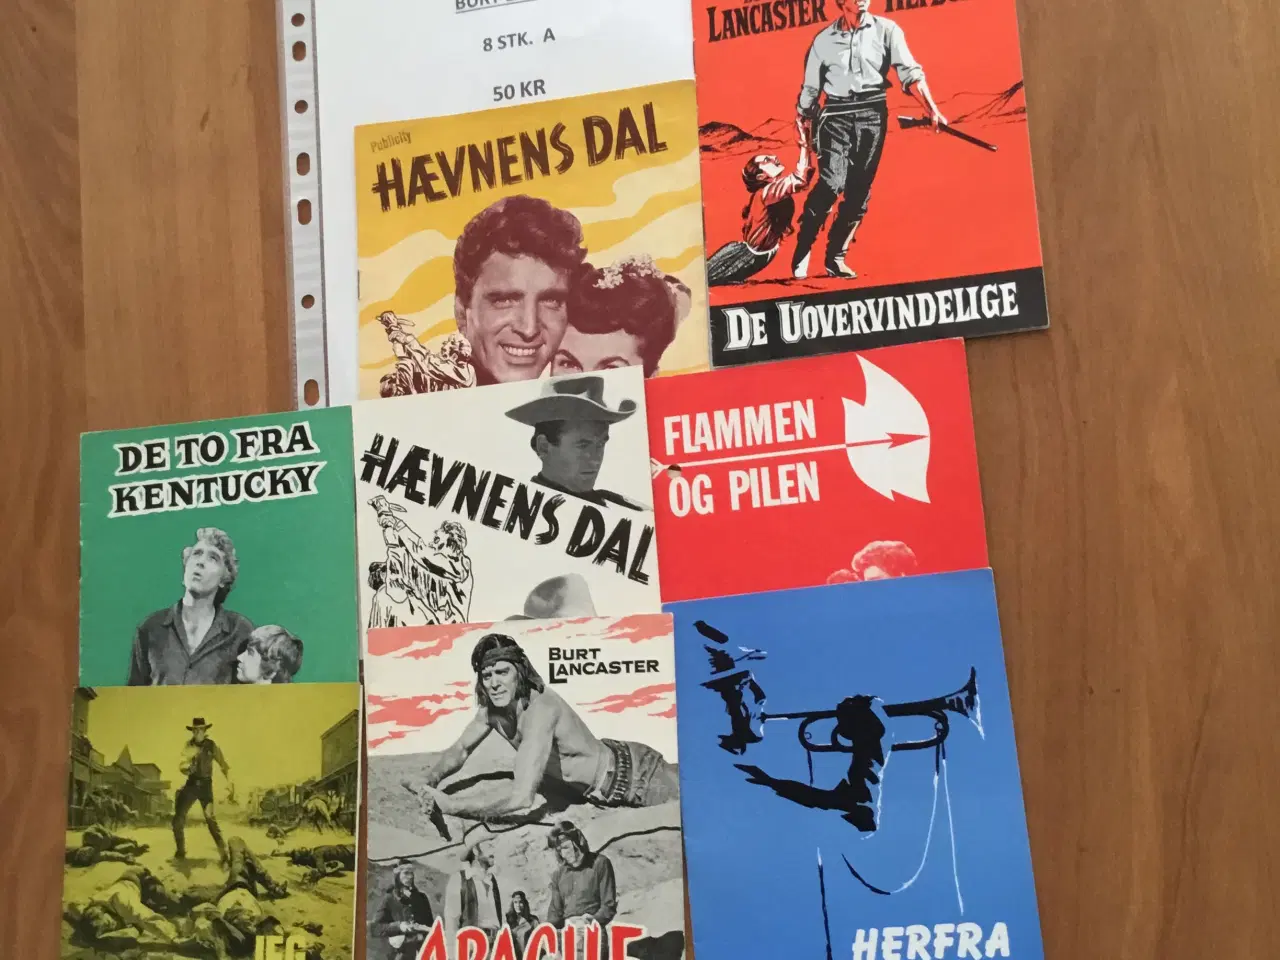 8 STK. A
50 KR
LANCASTER
Publicity
HÆVNENS DAL
DE UOVERVINDELIGE
DE TO FRA
KENTUCKY
HÆVNENS DAL
FLAMMEN
OG PILEN
BURT
LANCASTER
APACHE
HERFRA